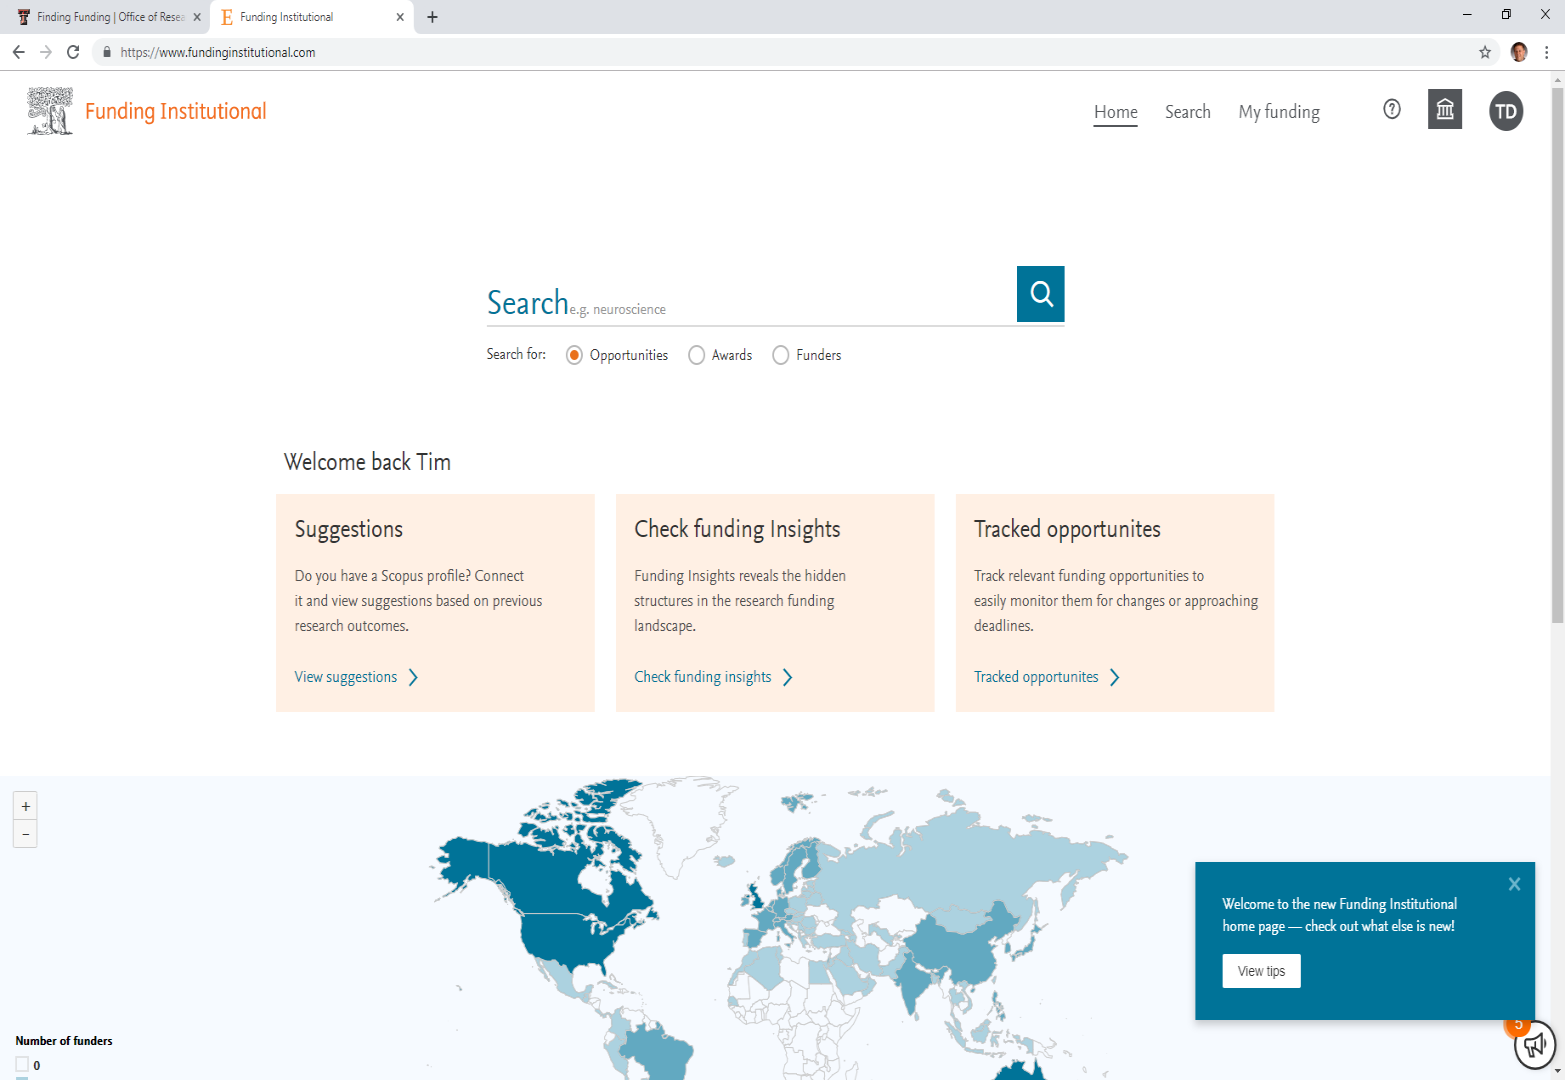 Finding Funding | Office of Resea
Funding Institutional
https://www.fundinginstitutional.com
Funding Institutional
Home
Search
My funding
TD
Search e.g. neuroscience
Search for:
Opportunities
Awards
Funders
Welcome back Tim
Suggestions
Do you have a Scopus profile? Connect
it and view suggestions based on previous
research outcomes.
View suggestions
Check funding Insights
Funding Insights reveals the hidden
structures in the research funding
landscape.
Check funding insights
Tracked opportunites
Track relevant funding opportunities to
easily monitor them for changes or approaching
deadlines.
Tracked opportunites
+
−
Welcome to the new Funding Institutional
home page — check out what else is new!
View tips
5
Number of funders
0